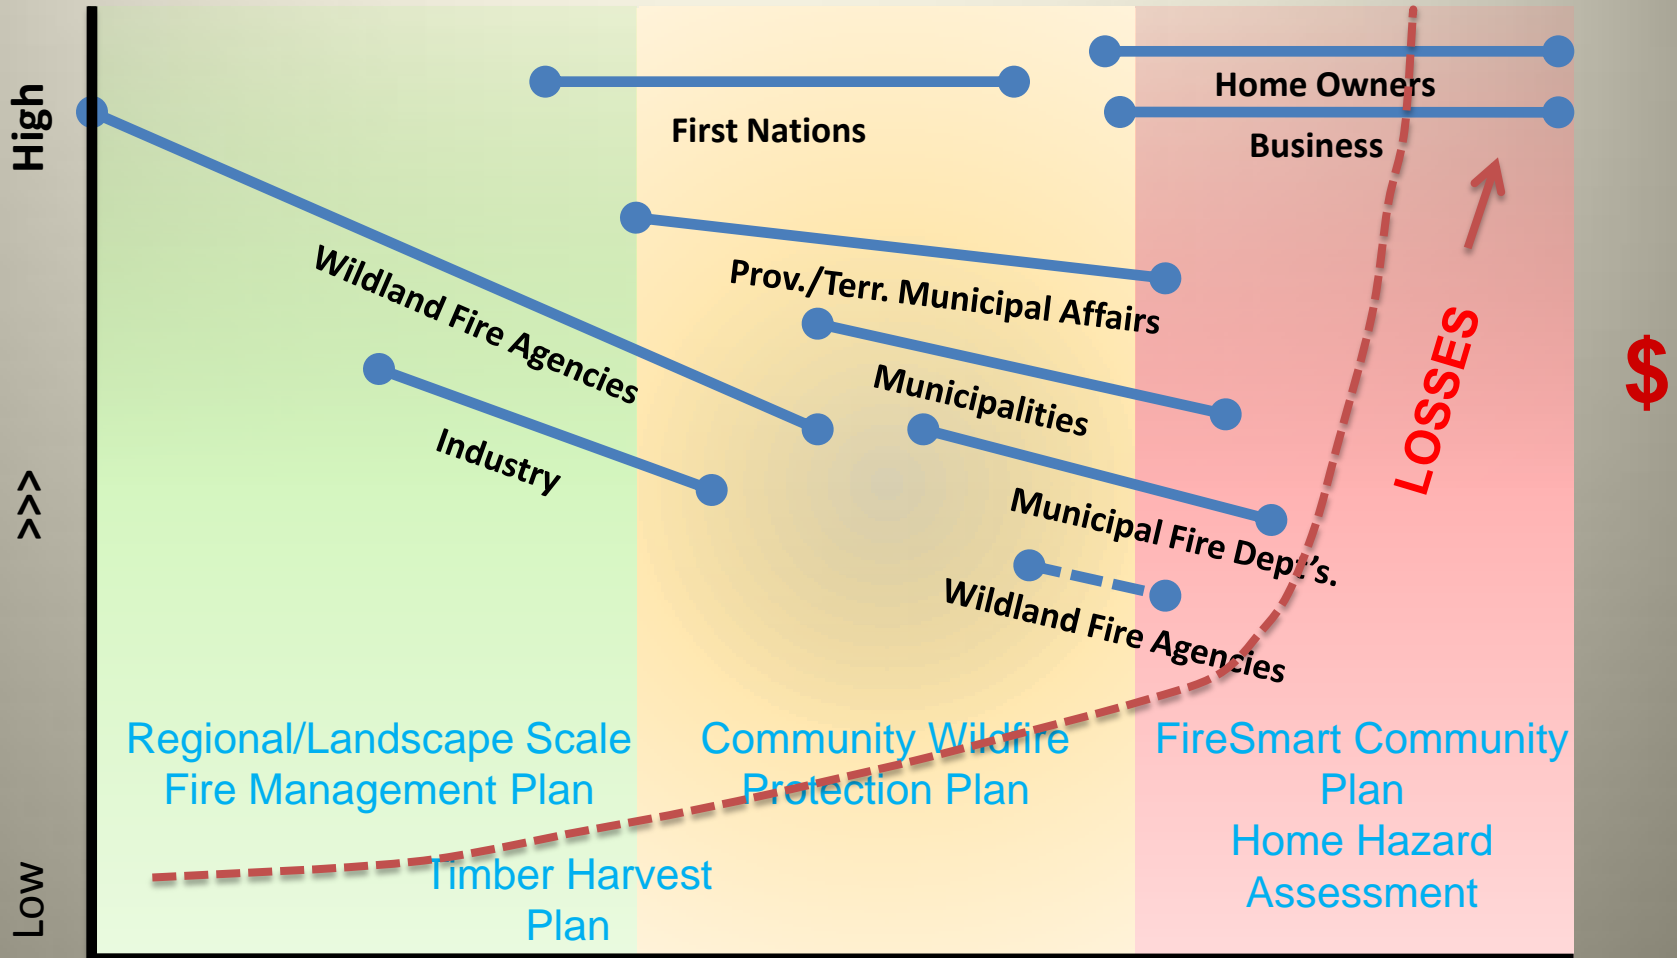 High
>>>
Low
Home Owners
First Nations
Business
Wildland Fire Agencies
Prov./Terr. Municipal Affairs
Industry
Municipalities
Municipal Fire Dept’s.
Wildland Fire Agencies
LOSSES
$
Regional/Landscape Scale
Fire Management Plan
Timber Harvest
Plan
Community Wildfire
Protection Plan
FireSmart Community
Plan
Home Hazard
Assessment